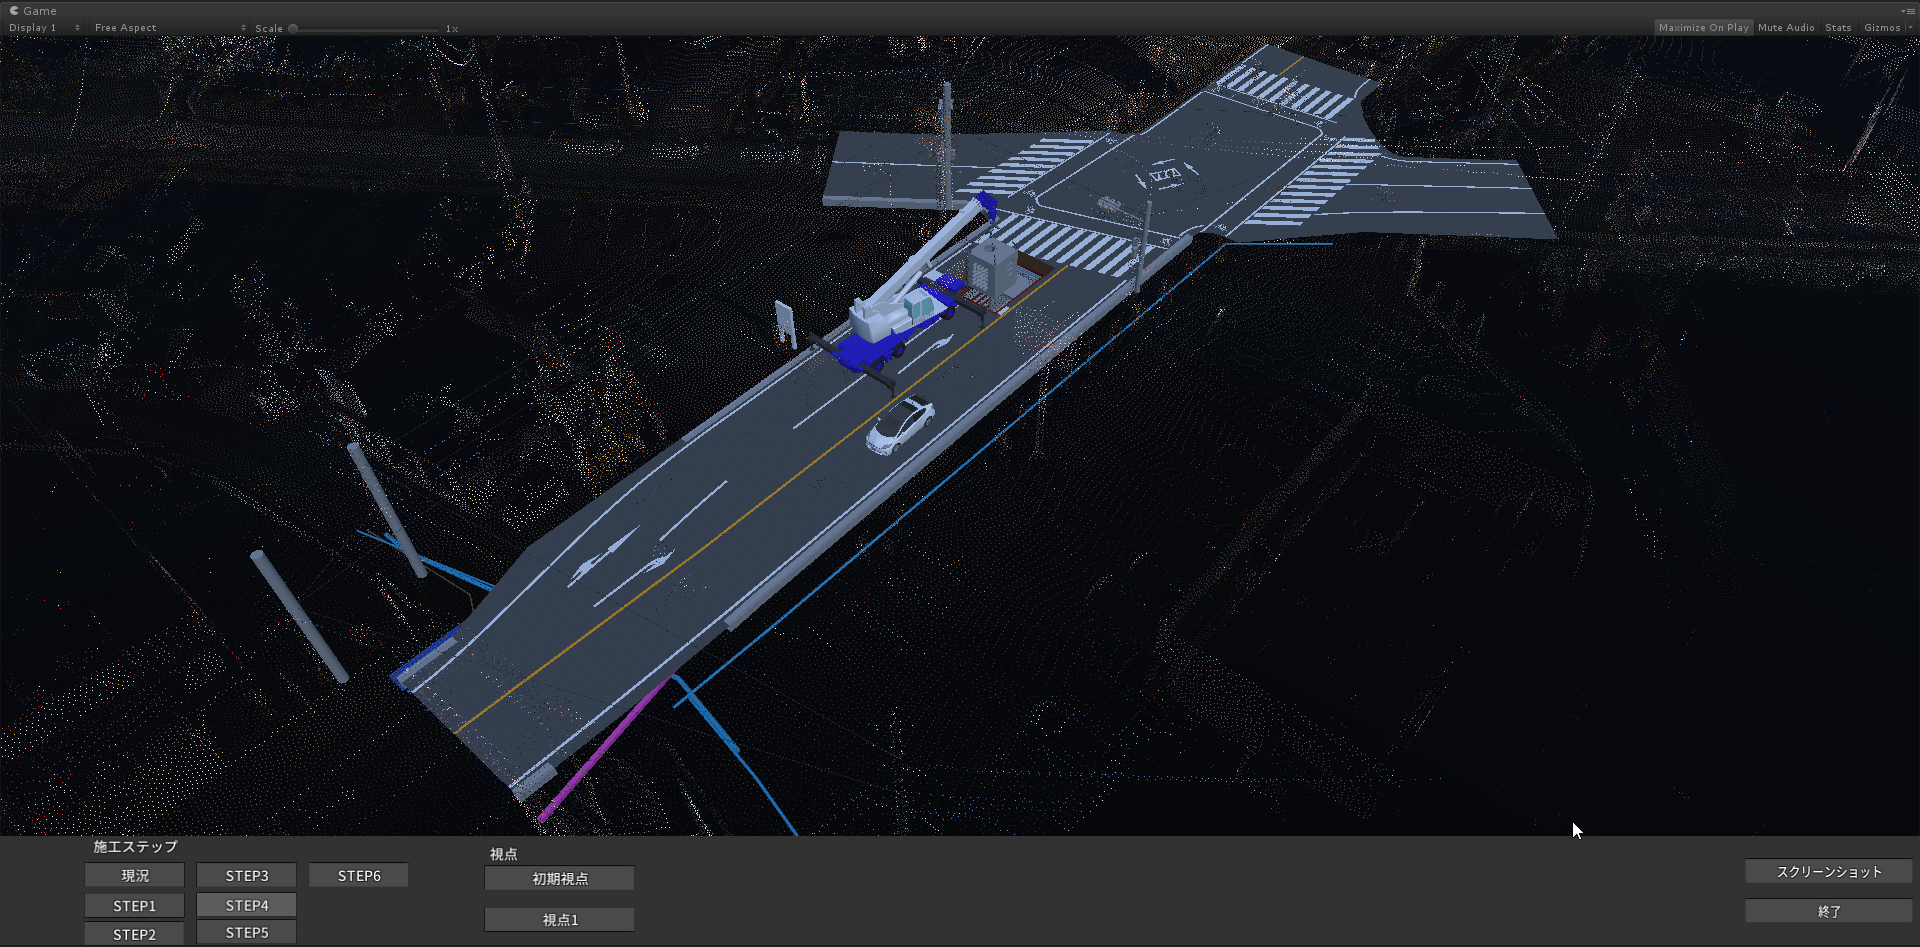 Game
Display 1 Free Aspect Scale 1x Maximize On Play Mute Audio Stats Gizmos
施工ステップ
現況 STEP3 STEP6
STEP1 STEP4
STEP2 STEP5
視点
初期視点
視点1
スクリーンショット
終了